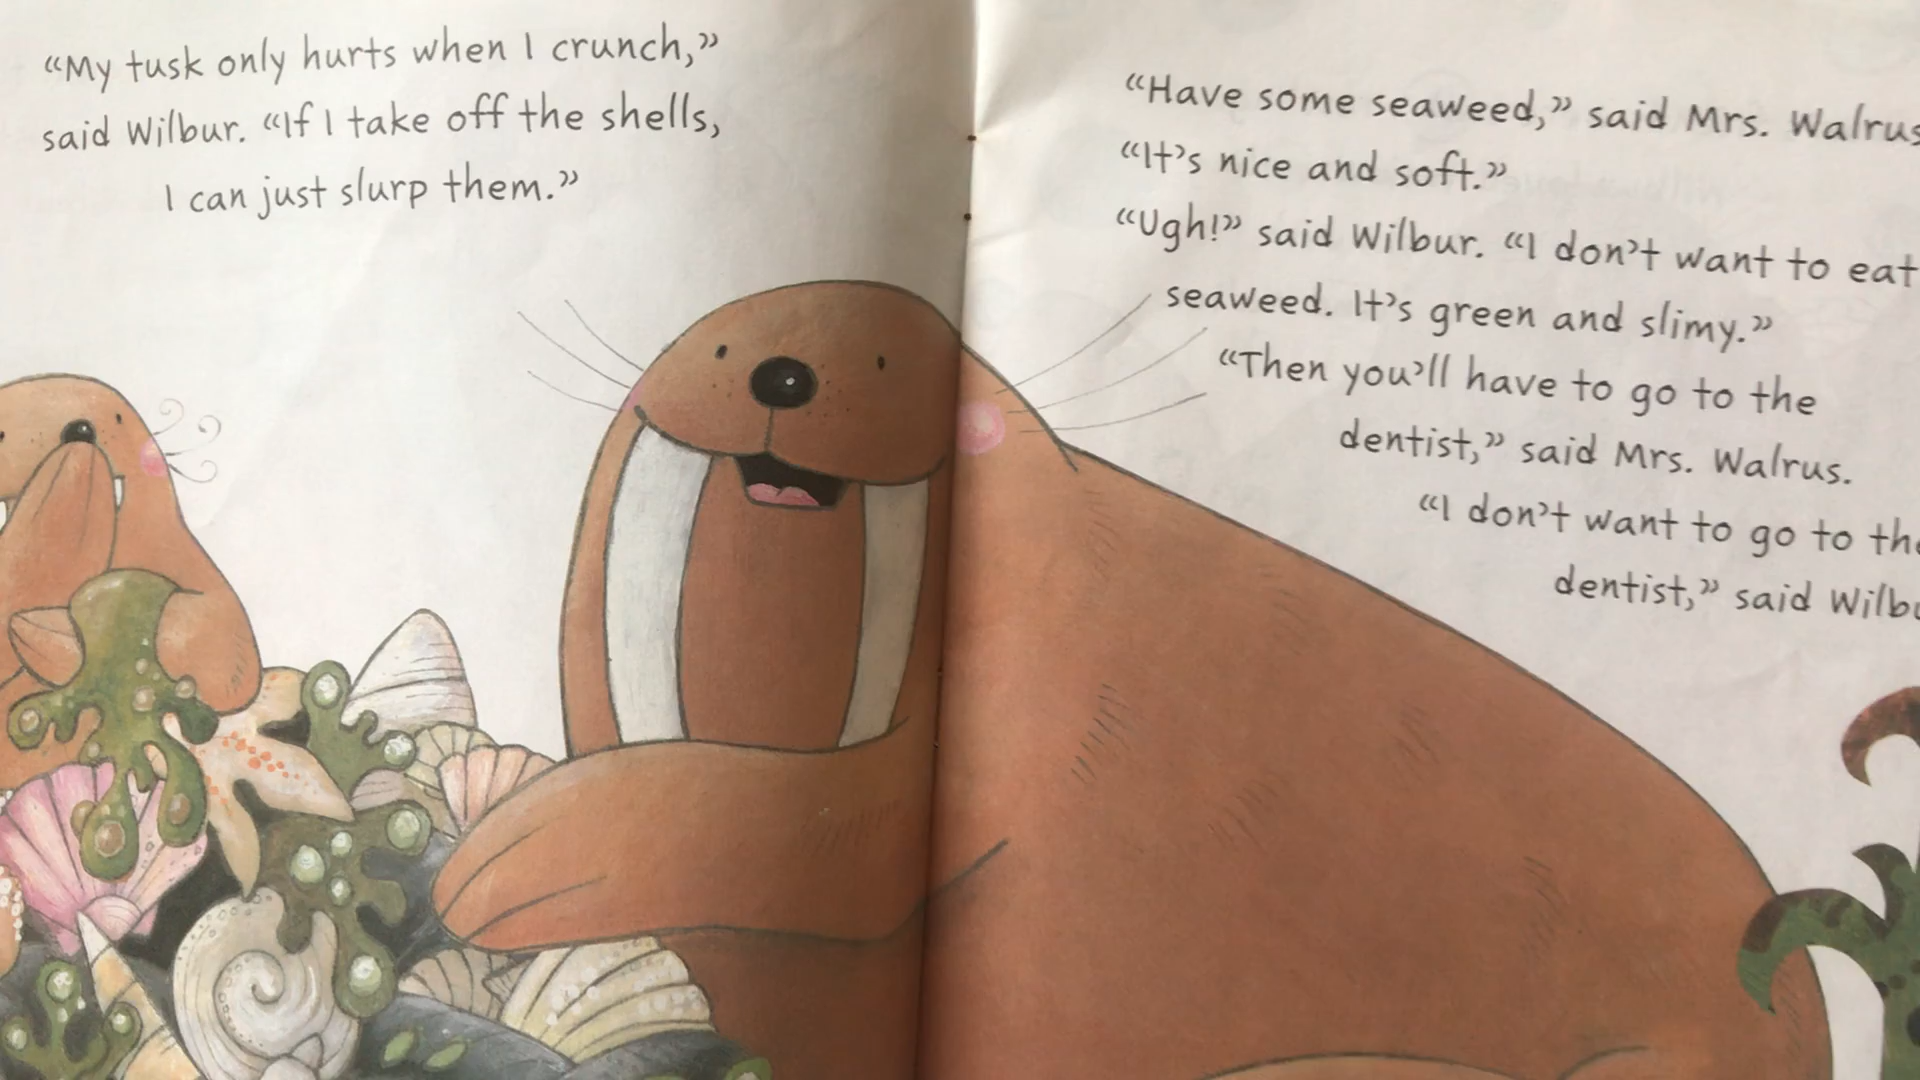 “My tusk only hurts when I crunch,”
said Wilbur. “If I take off the shells,
I can just slurp them.”
“Have some seaweed,” said Mrs. Walrus
“It’s nice and soft.”
“Ugh!” said Wilbur. “I don’t want to eat
seaweed. It’s green and slimy.”
“Then you’ll have to go to the
dentist,” said Mrs. Walrus.
“I don’t want to go to the
dentist,” said Wilbu